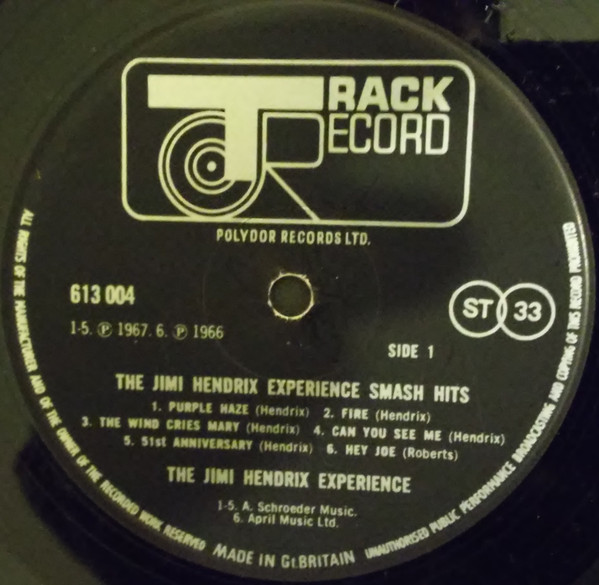 TRACK
RECORD
POLYDOR RECORDS LTD.
613 004
ST 33
1-5. Ⓟ 1967. 6. Ⓟ 1966
SIDE 1
THE JIMI HENDRIX EXPERIENCE SMASH HITS
1. PURPLE HAZE (Hendrix) 2. FIRE (Hendrix)
3. THE WIND CRIES MARY (Hendrix) 4. CAN YOU SEE ME (Hendrix)
5. 51st ANNIVERSARY (Hendrix) 6. HEY JOE (Roberts)
THE JIMI HENDRIX EXPERIENCE
1-5. A. Schroeder Music.
6. April Music Ltd.
ALL RIGHTS OF THE MANUFACTURER AND OF THE OWNER OF THE RECORDED WORK RESERVED
MADE IN Gt. BRITAIN
UNAUTHORISED PUBLIC PERFORMANCE BROADCASTING AND COPYING OF THIS RECORD PROHIBITED